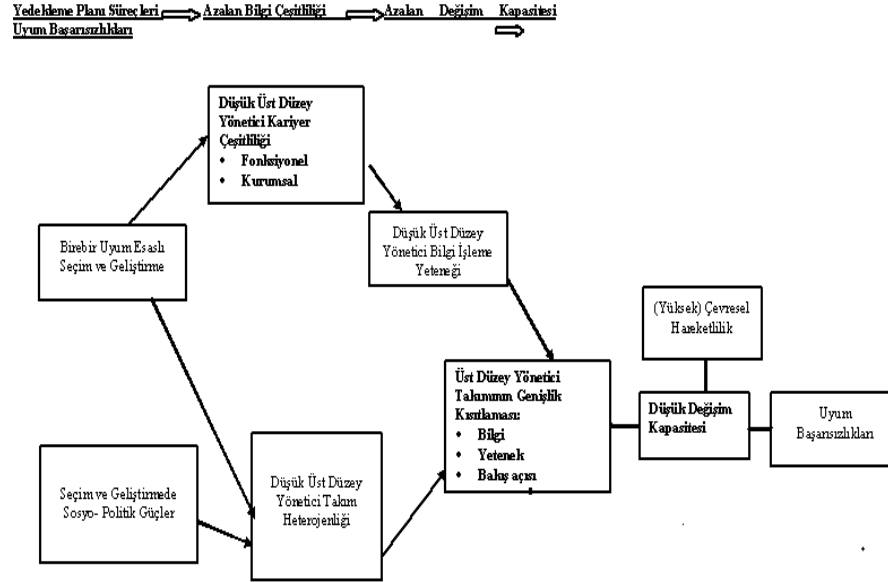 Yedekleme Planı Süreçleri Azalan Bilgi Çeşitliliği Azalan Değişim Kapasitesi
Uyum Başarısızlıkları
Düşük Üst Düzey
Yönetici Kariyer
Çeşitliliği
• Fonksiyonel
• Kurumsal
Birebir Uyum Esaslı
Seçim ve Geliştirme
Düşük Üst Düzey
Yönetici Bilgi İşleme
Yeteneği
(Yüksek) Çevresel
Hareketlilik
Üst Düzey Yönetici
Takımının Genişlik
Kısıtlaması:
• Bilgi
• Yetenek
• Bakış açısı
Düşük Değişim
Kapasitesi
Uyum
Başarısızlıkları
Seçim ve Geliştirmede
Sosyo- Politik Güçler
Düşük Üst Düzey
Yönetici Takım
Heterojenliği